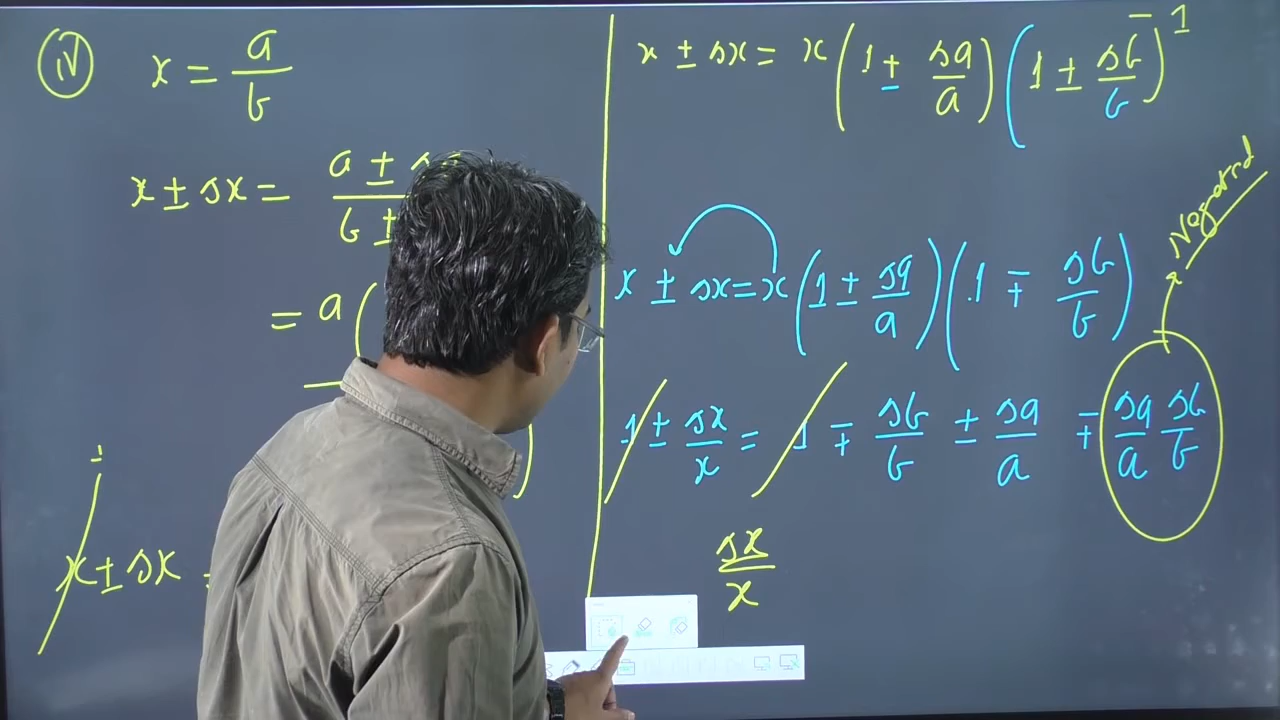 (iv) x = a/b
x ± Δx = a ±
b ±
= a (
x ± Δx =
x ± Δx = x (1 ± Δa/a) (1 ± Δb/b)^-1
x ± Δx = x (1 ± Δa/a) (1 ∓ Δb/b)
1 ± Δx/x = 1 ∓ Δb/b ± Δa/a ∓ Δa/a Δb/b
Δx/x